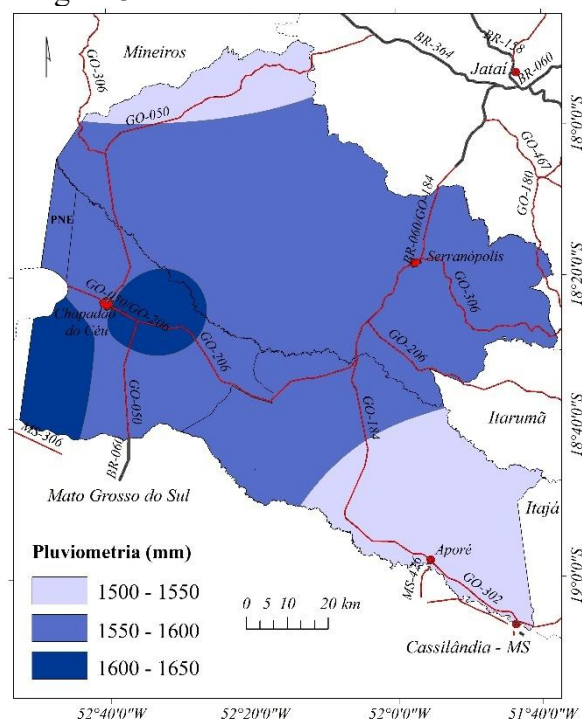 GO-306
Mineiros
BR-364
BR-158
Jataí
BR-060
GO-050
18°0'0"S
GO-467
GO-180
BR-060/GO-184
PNE
Serranópolis
18°20'0"S
GO-306
Chapadão
do Céu
GO-206
GO-206
GO-206
GO-050
GO-184
Itarumã
18°40'0"S
MS-306
BR-060
Mato Grosso do Sul
Itajá
Pluviometria (mm)
1500 - 1550
1550 - 1600
1600 - 1650
0 5 10 20 km
Aporé
MS-426
GO-302
19°0'0"S
Cassilândia - MS
52°40'0"W
52°20'0"W
52°0'0"W
51°40'0"W